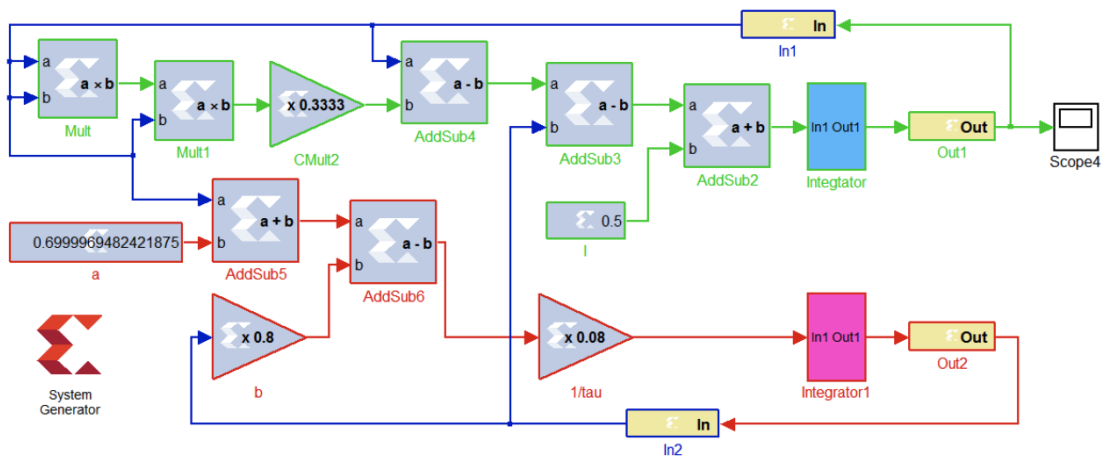 In
In1
a
b
a × b
Mult
a
b
a × b
Mult1
x 0.3333
CMult2
a
b
a - b
AddSub4
a
b
a - b
AddSub3
a
b
a + b
AddSub2
In1 Out1
Integtator
Out
Out1
Scope4
0.5
I
0.6999969482421875
a
a
b
a + b
AddSub5
a
b
a - b
AddSub6
System
Generator
x 0.8
b
x 0.08
1/tau
In1 Out1
Integrator1
Out
Out2
In
In2